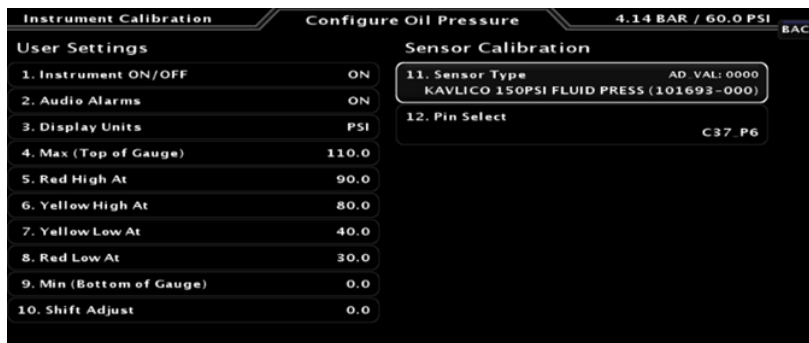 Instrument Calibration
Configure Oil Pressure
4.14 BAR / 60.0 PSI
BAC
User Settings
1. Instrument ON/OFF ON
2. Audio Alarms ON
3. Display Units PSI
4. Max (Top of Gauge) 110.0
5. Red High At 90.0
6. Yellow High At 80.0
7. Yellow Low At 40.0
8. Red Low At 30.0
9. Min (Bottom of Gauge) 0.0
10. Shift Adjust 0.0
Sensor Calibration
11. Sensor Type AD_VAL: 0000
KAVLICO 150PSI FLUID PRESS (101693-000)
12. Pin Select
C37_P6